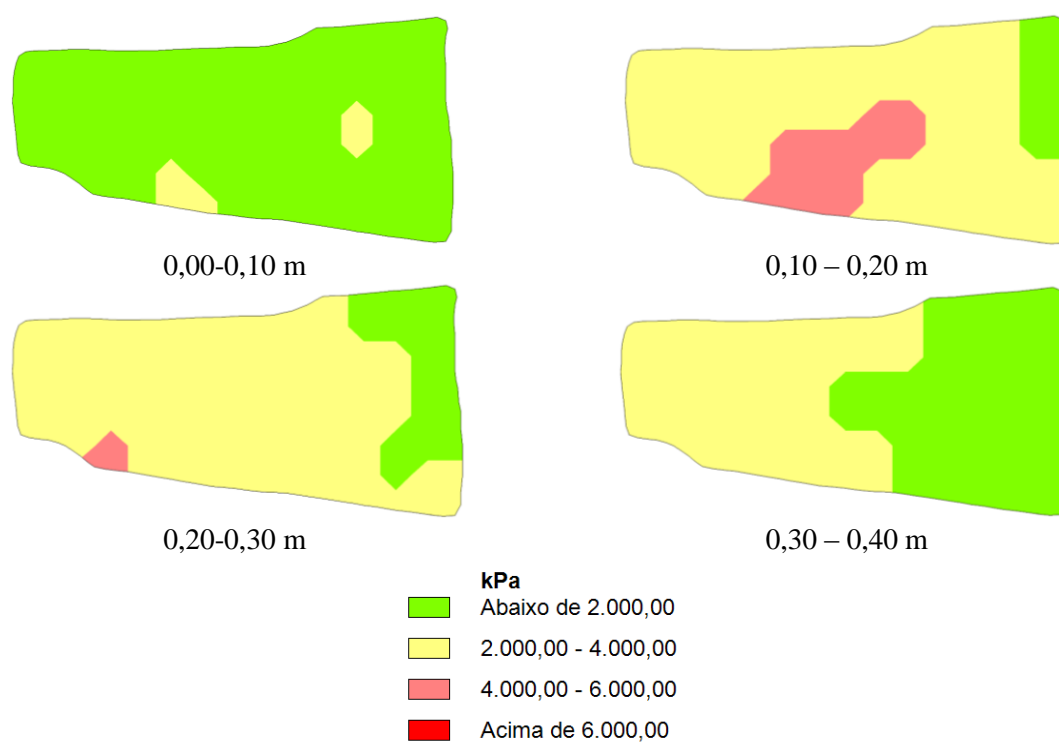 0,00-0,10 m
0,10 – 0,20 m
0,20-0,30 m
0,30 – 0,40 m
kPa
Abaixo de 2.000,00
2.000,00 - 4.000,00
4.000,00 - 6.000,00
Acima de 6.000,00